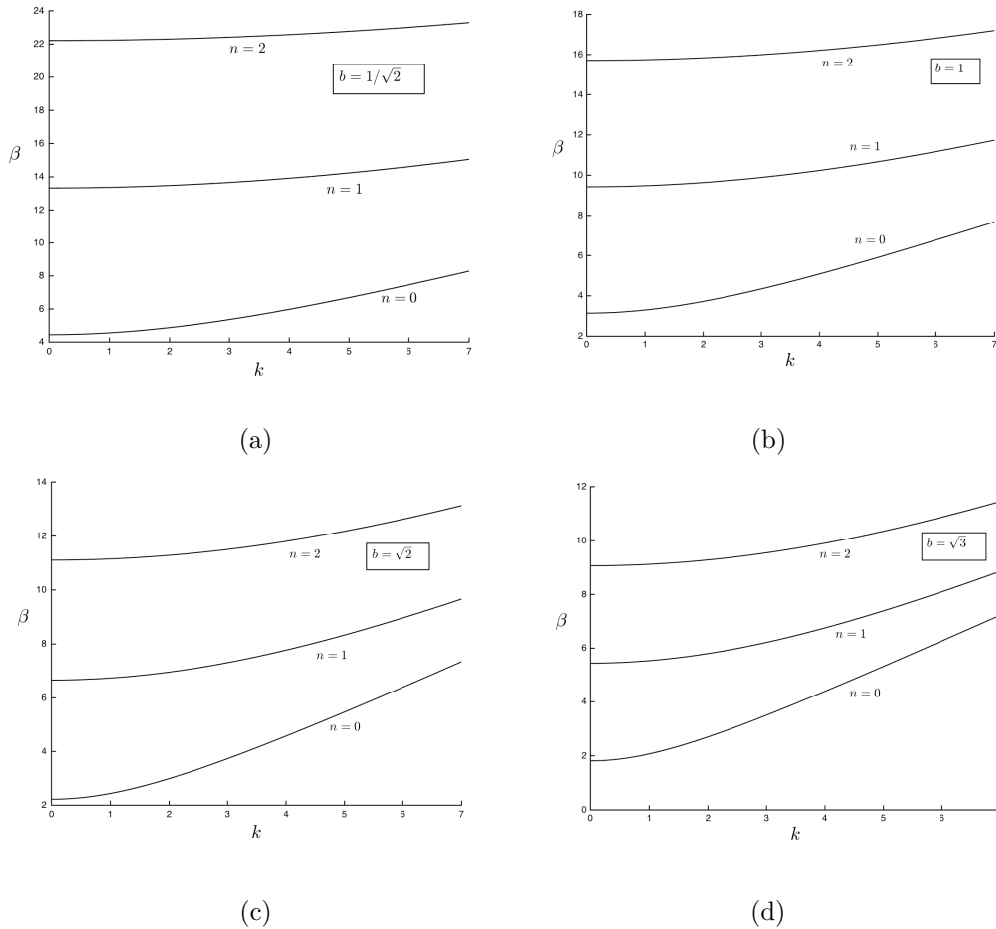 24
22
20
18
16
14
12
10
8
6
4
β
n = 2
b = 1/√2
n = 1
n = 0
0 1 2 3 4 5 6 7
k
(a)
18
16
14
12
10
8
6
4
2
β
n = 2
b = 1
n = 1
n = 0
0 1 2 3 4 5 6 7
k
(b)
14
12
10
8
6
4
2
β
n = 2
b = √2
n = 1
n = 0
0 1 2 3 4 5 6 7
k
(c)
12
10
8
6
4
2
0
β
n = 2
b = √3
n = 1
n = 0
0 1 2 3 4 5 6
k
(d)